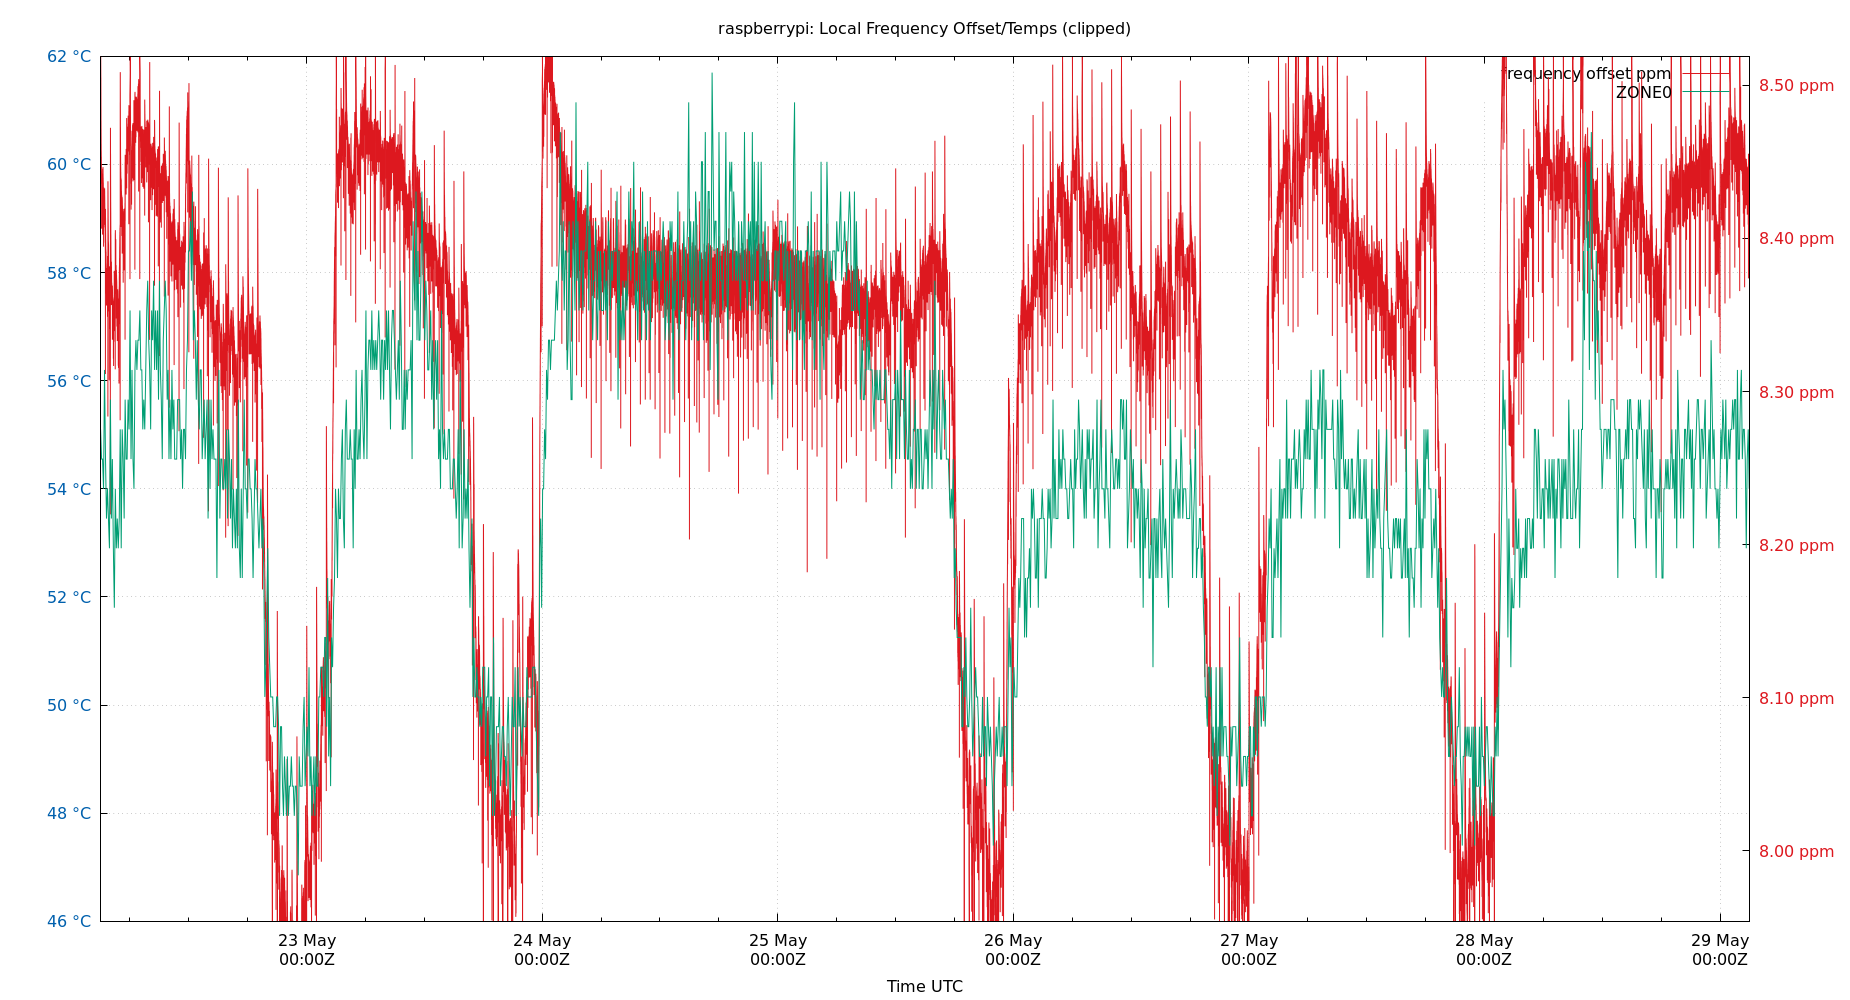 raspberrypi: Local Frequency Offset/Temps (clipped)
62 °C
60 °C
58 °C
56 °C
54 °C
52 °C
50 °C
48 °C
46 °C
frequency offset ppm
ZONE0
8.50 ppm
8.40 ppm
8.30 ppm
8.20 ppm
8.10 ppm
8.00 ppm
23 May 24 May 25 May 26 May 27 May 28 May 29 May
00:00Z 00:00Z 00:00Z 00:00Z 00:00Z 00:00Z 00:00Z
Time UTC